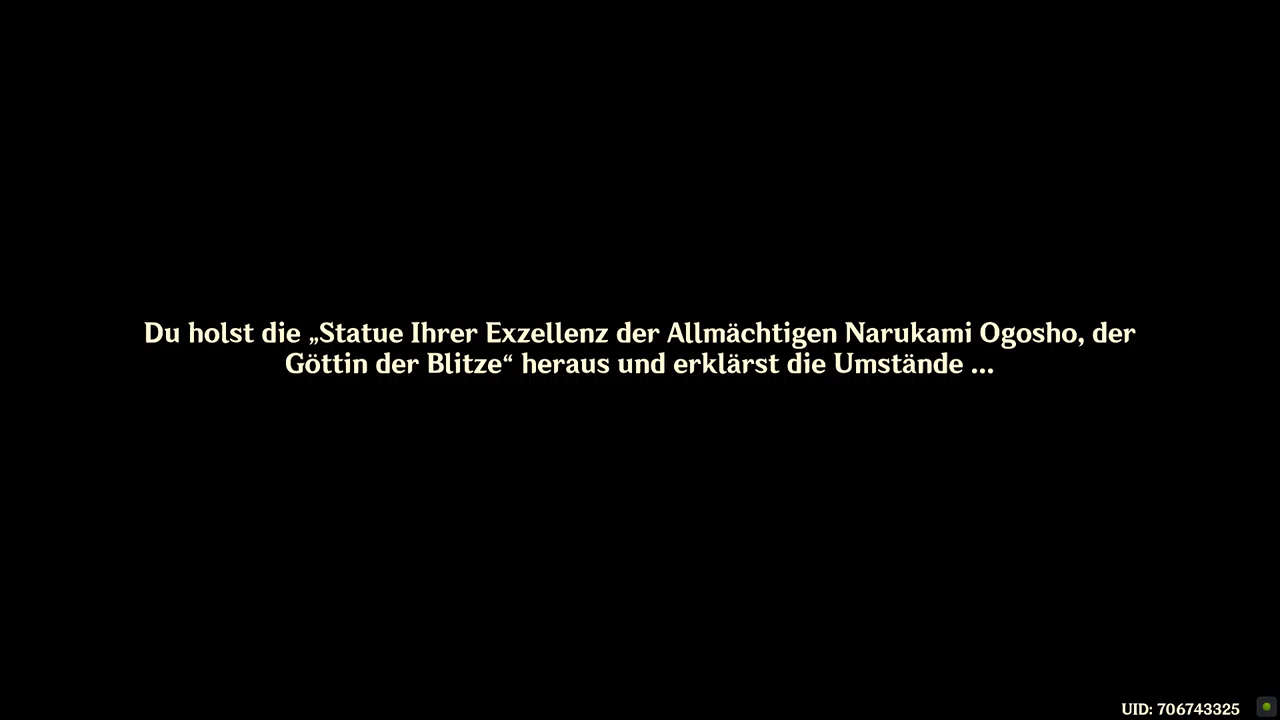 Du holst die „Statue Ihrer Exzellenz der Allmächtigen Narukami Ogosho, der
Göttin der Blitze“ heraus und erklärst die Umstände ...
UID: 706743325